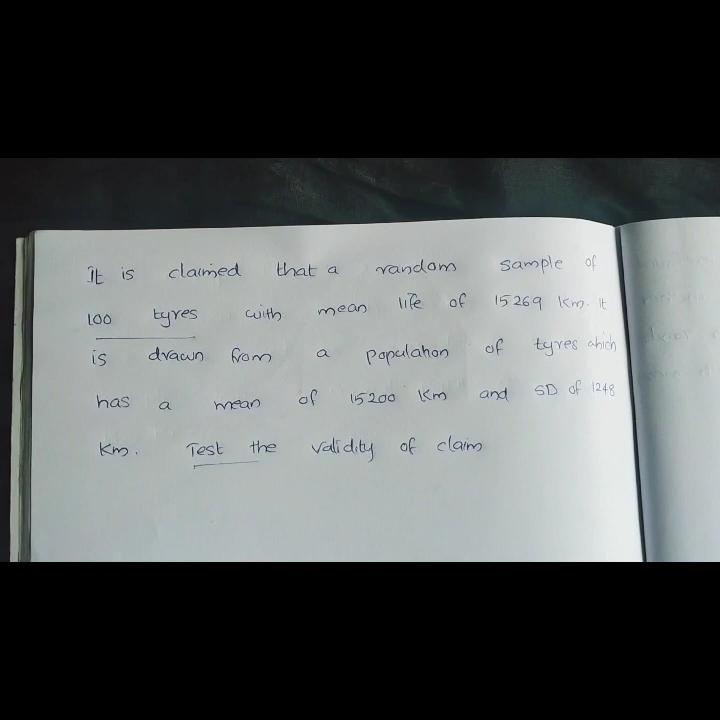 It is claimed that a random sample of
100 tyres with mean life of 15269 Km. It
is drawn from a population of tyres which
has a mean of 15200 Km and SD of 1248
Km. Test the validity of claim